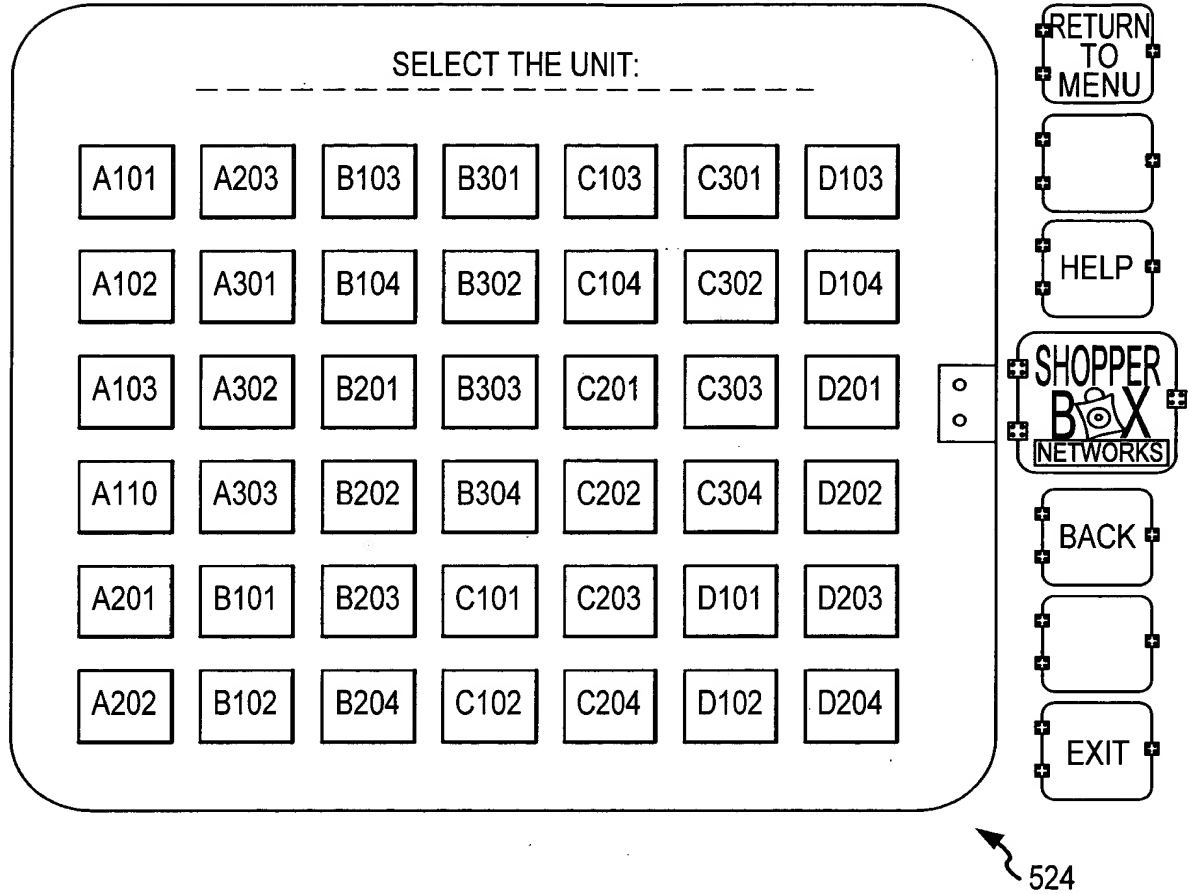 SELECT THE UNIT:
A101 A203 B103 B301 C103 C301 D103
A102 A301 B104 B302 C104 C302 D104
A103 A302 B201 B303 C201 C303 D201
A110 A303 B202 B304 C202 C304 D202
A201 B101 B203 C101 C203 D101 D203
A202 B102 B204 C102 C204 D102 D204
RETURN
TO
MENU
HELP
SHOPPER
BOX
NETWORKS
BACK
EXIT
524